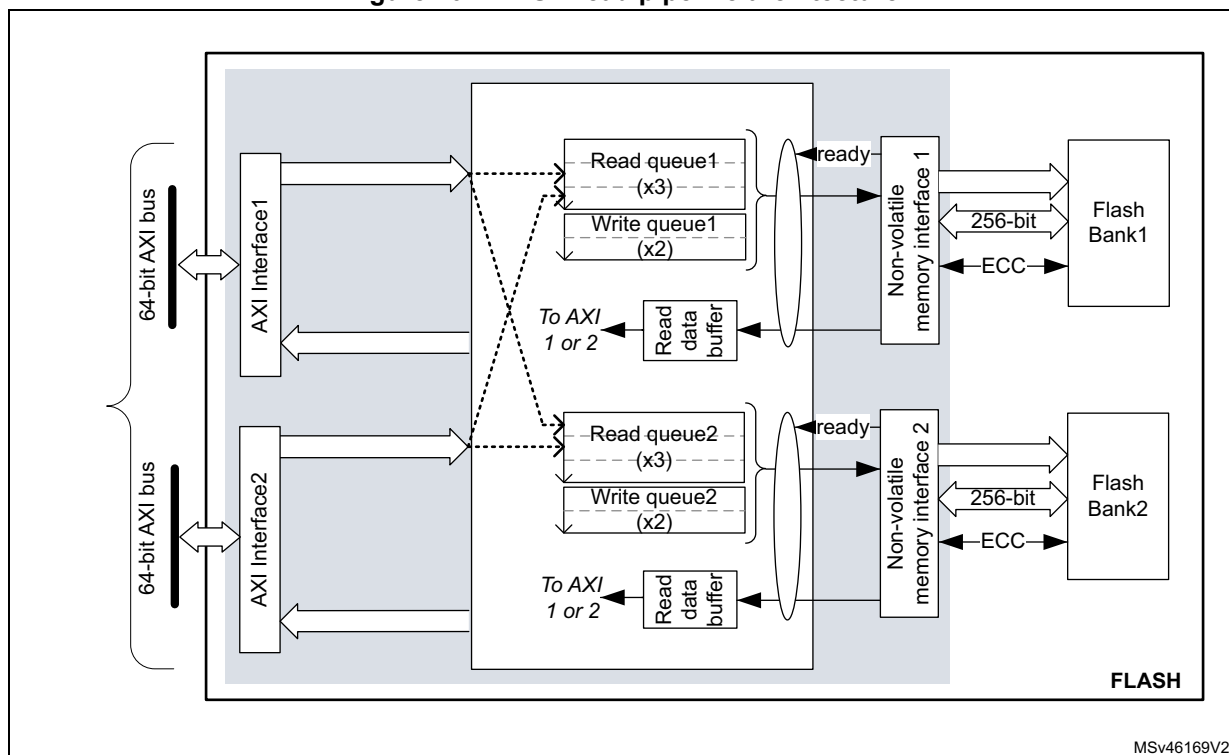 64-bit AXI bus
AXI Interface1
Read queue1
(x3)
Write queue1
(x2)
ready
To AXI
1 or 2
Read
data
buffer
Non-volatile
memory interface 1
256-bit
ECC
Flash
Bank1
64-bit AXI bus
AXI Interface2
Read queue2
(x3)
Write queue2
(x2)
ready
To AXI
1 or 2
Read
data
buffer
Non-volatile
memory interface 2
256-bit
ECC
Flash
Bank2
FLASH
MSv46169V2